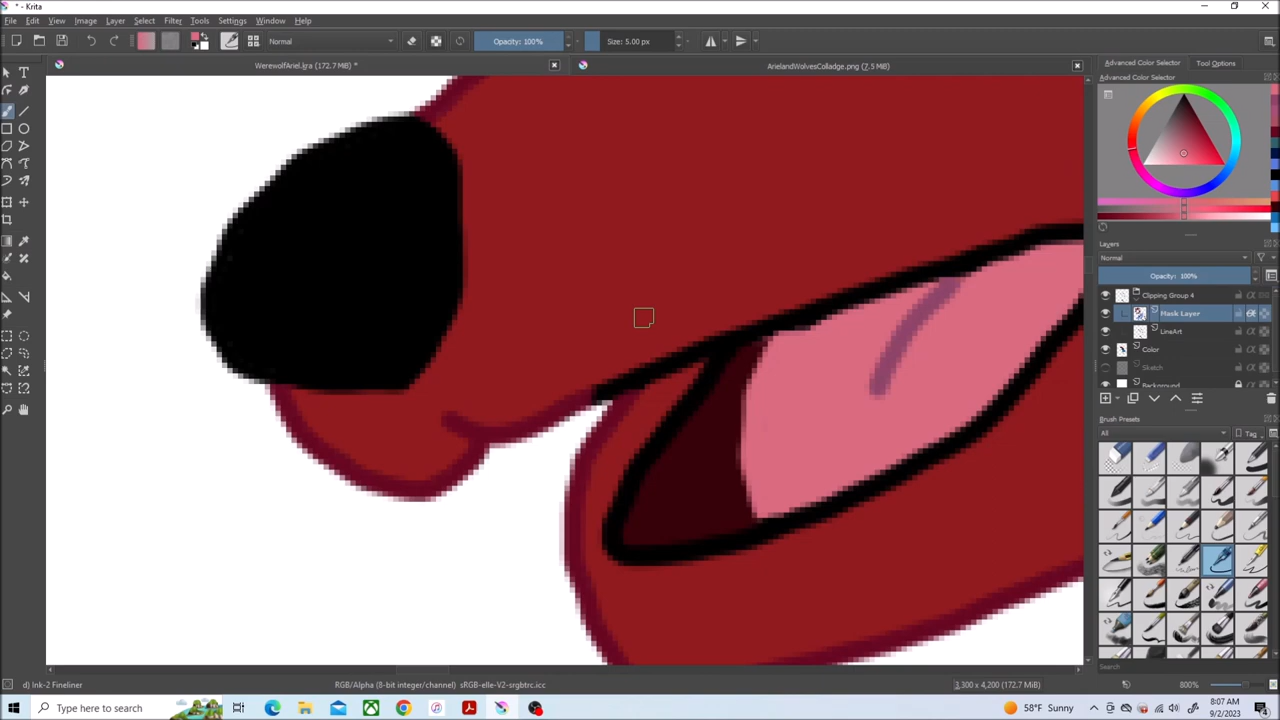 * - Krita
File Edit View Image Layer Select Filter Tools Settings Window Help
Normal Opacity: 100% Size: 5.00 px
WerewolfAriel.kra (172.7 MiB) * ArielandWolvesColladge.png (7.5 MiB)
Advanced Color Selector Tool Options
Advanced Color Selector
Layers
Normal
Opacity: 100%
Clipping Group 4
Mask Layer
LineArt
Color
Sketch
Background
Brush Presets
All Tag
Search
d) Ink-2 Fineliner RGB/Alpha (8-bit integer/channel) sRGB-elle-V2-srgbtrc.icc 3,300 x 4,200 (172.7 MiB) 800%
Type here to search 58°F Sunny 8:07 AM
9/2/2023 4